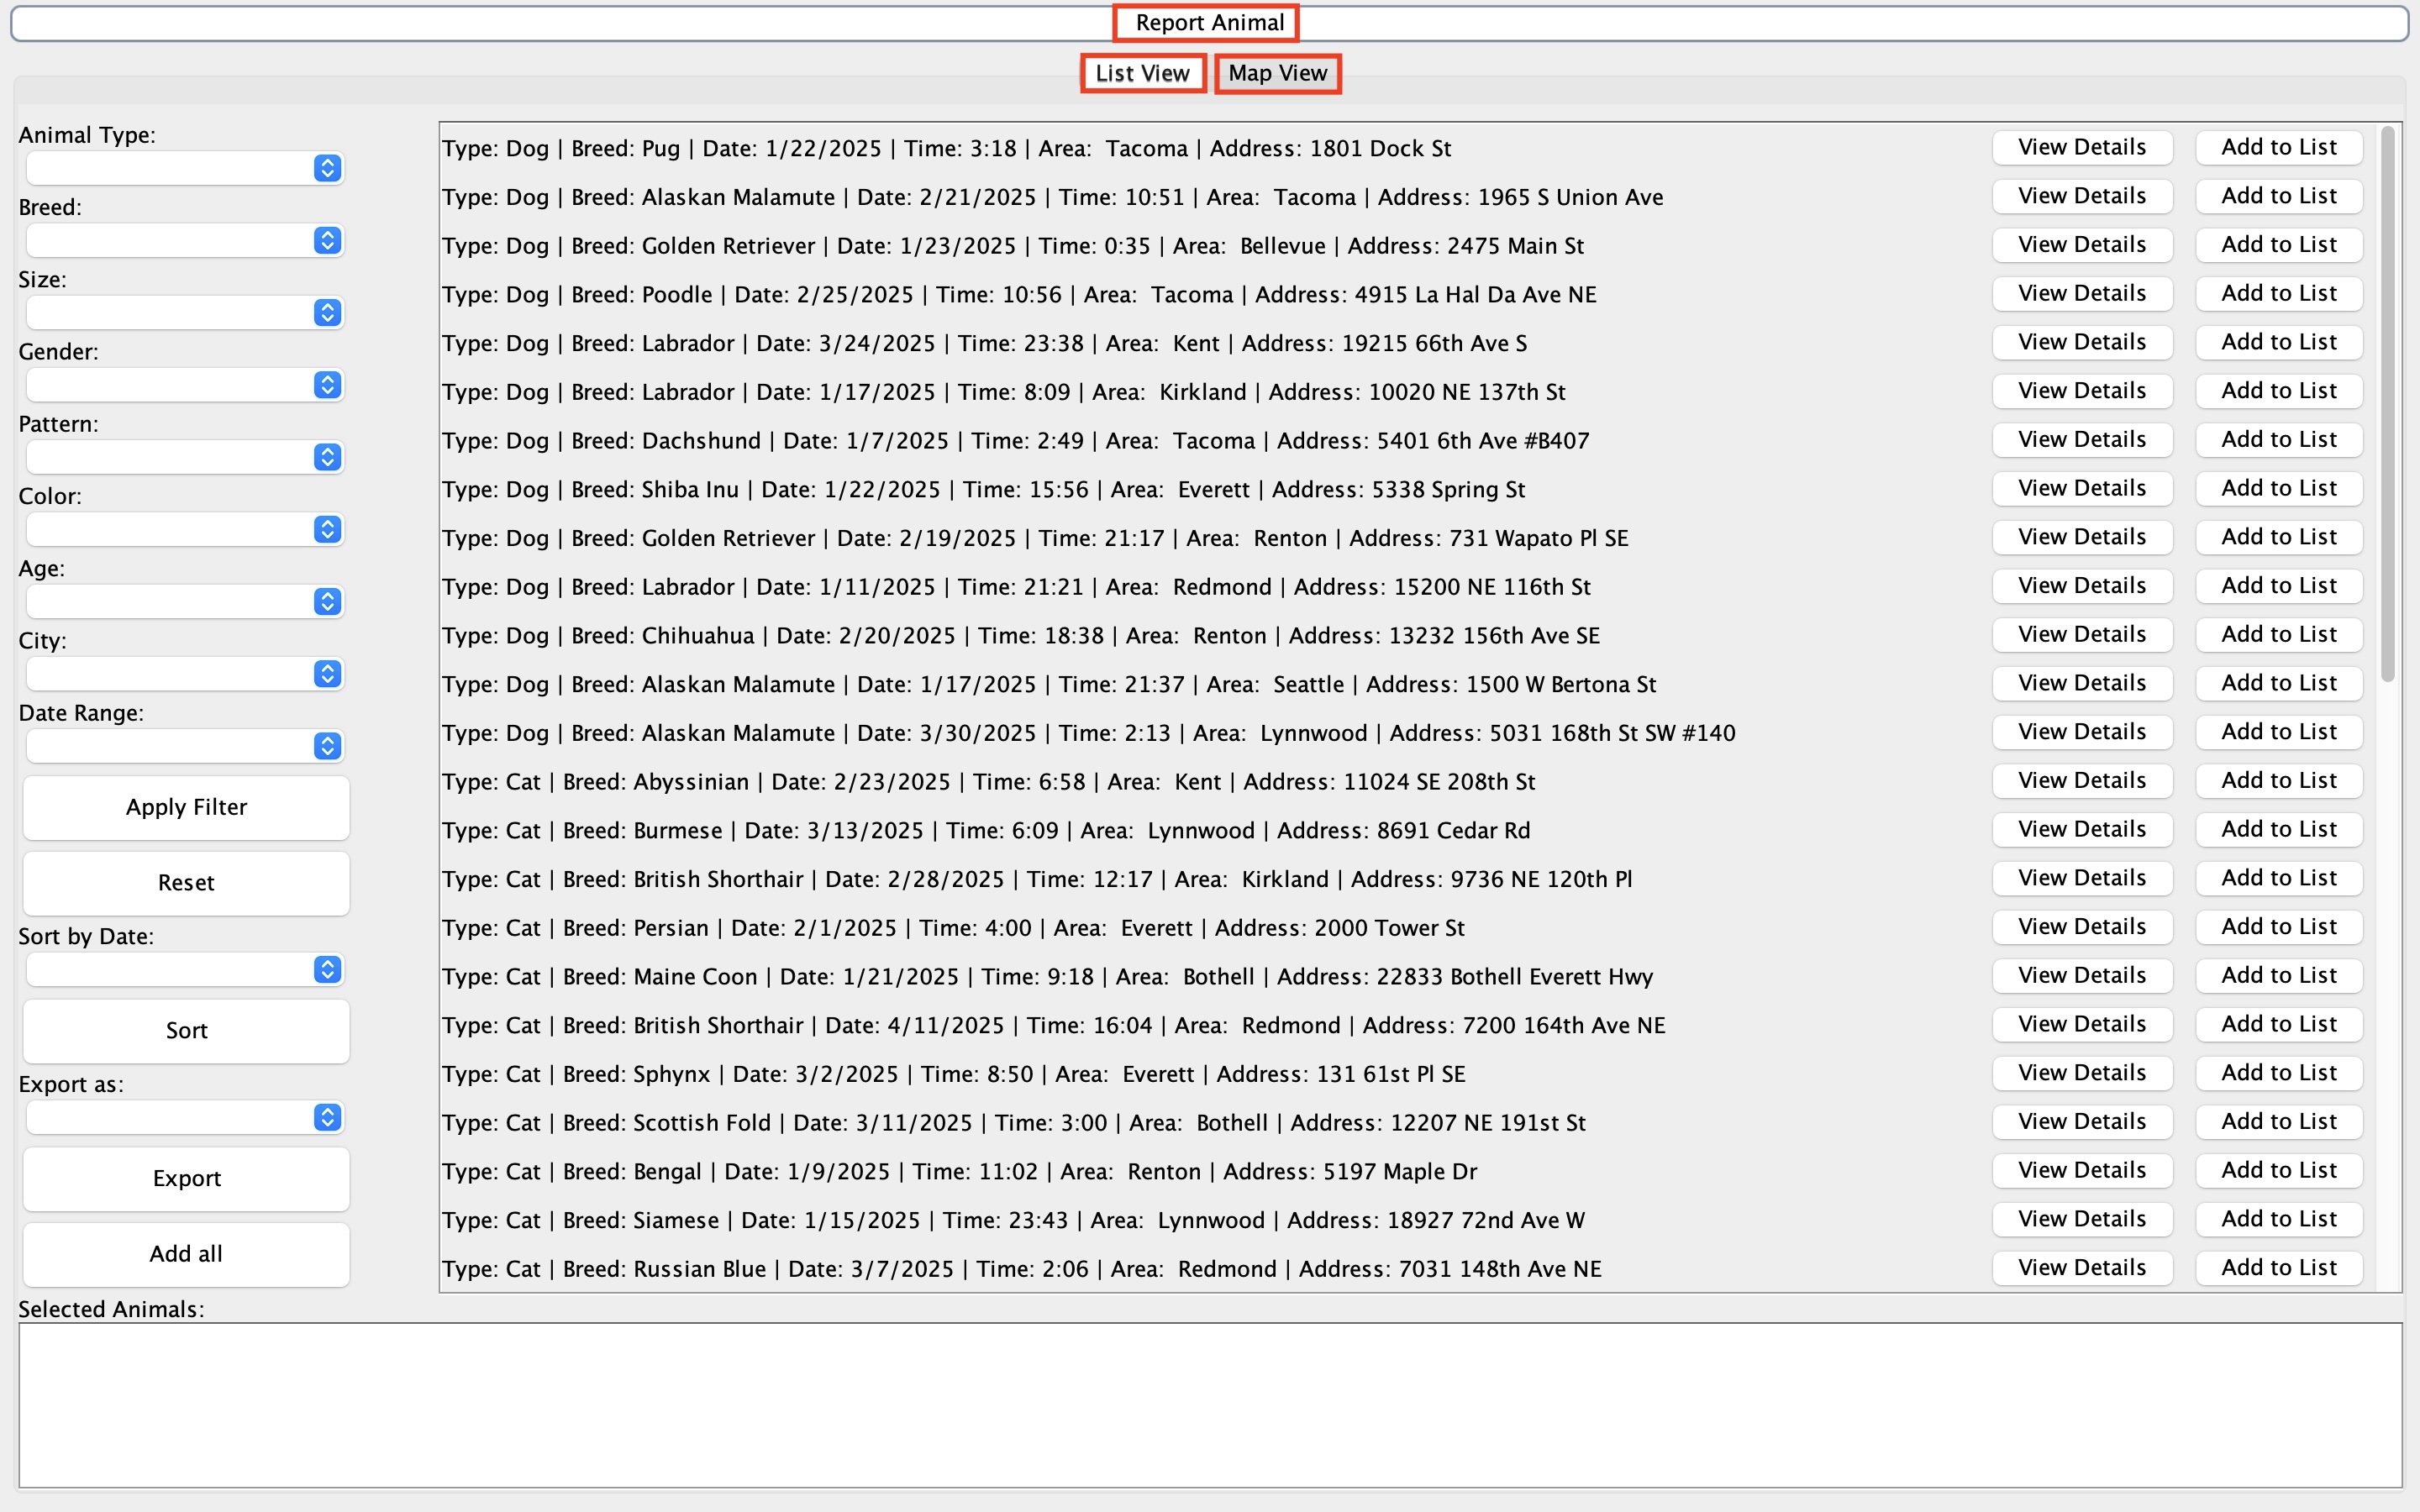 Report Animal
List View Map View
Animal Type:
Breed:
Size:
Gender:
Pattern:
Color:
Age:
City:
Date Range:
Apply Filter
Reset
Sort by Date:
Sort
Export as:
Export
Add all
Type: Dog | Breed: Pug | Date: 1/22/2025 | Time: 3:18 | Area:  Tacoma | Address: 1801 Dock St View Details Add to List
Type: Dog | Breed: Alaskan Malamute | Date: 2/21/2025 | Time: 10:51 | Area:  Tacoma | Address: 1965 S Union Ave View Details Add to List
Type: Dog | Breed: Golden Retriever | Date: 1/23/2025 | Time: 0:35 | Area:  Bellevue | Address: 2475 Main St View Details Add to List
Type: Dog | Breed: Poodle | Date: 2/25/2025 | Time: 10:56 | Area:  Tacoma | Address: 4915 La Hal Da Ave NE View Details Add to List
Type: Dog | Breed: Labrador | Date: 3/24/2025 | Time: 23:38 | Area:  Kent | Address: 19215 66th Ave S View Details Add to List
Type: Dog | Breed: Labrador | Date: 1/17/2025 | Time: 8:09 | Area:  Kirkland | Address: 10020 NE 137th St View Details Add to List
Type: Dog | Breed: Dachshund | Date: 1/7/2025 | Time: 2:49 | Area:  Tacoma | Address: 5401 6th Ave #B407 View Details Add to List
Type: Dog | Breed: Shiba Inu | Date: 1/22/2025 | Time: 15:56 | Area:  Everett | Address: 5338 Spring St View Details Add to List
Type: Dog | Breed: Golden Retriever | Date: 2/19/2025 | Time: 21:17 | Area:  Renton | Address: 731 Wapato Pl SE View Details Add to List
Type: Dog | Breed: Labrador | Date: 1/11/2025 | Time: 21:21 | Area:  Redmond | Address: 15200 NE 116th St View Details Add to List
Type: Dog | Breed: Chihuahua | Date: 2/20/2025 | Time: 18:38 | Area:  Renton | Address: 13232 156th Ave SE View Details Add to List
Type: Dog | Breed: Alaskan Malamute | Date: 1/17/2025 | Time: 21:37 | Area:  Seattle | Address: 1500 W Bertona St View Details Add to List
Type: Dog | Breed: Alaskan Malamute | Date: 3/30/2025 | Time: 2:13 | Area:  Lynnwood | Address: 5031 168th St SW #140 View Details Add to List
Type: Cat | Breed: Abyssinian | Date: 2/23/2025 | Time: 6:58 | Area:  Kent | Address: 11024 SE 208th St View Details Add to List
Type: Cat | Breed: Burmese | Date: 3/13/2025 | Time: 6:09 | Area:  Lynnwood | Address: 8691 Cedar Rd View Details Add to List
Type: Cat | Breed: British Shorthair | Date: 2/28/2025 | Time: 12:17 | Area:  Kirkland | Address: 9736 NE 120th Pl View Details Add to List
Type: Cat | Breed: Persian | Date: 2/1/2025 | Time: 4:00 | Area:  Everett | Address: 2000 Tower St View Details Add to List
Type: Cat | Breed: Maine Coon | Date: 1/21/2025 | Time: 9:18 | Area:  Bothell | Address: 22833 Bothell Everett Hwy View Details Add to List
Type: Cat | Breed: British Shorthair | Date: 4/11/2025 | Time: 16:04 | Area:  Redmond | Address: 7200 164th Ave NE View Details Add to List
Type: Cat | Breed: Sphynx | Date: 3/2/2025 | Time: 8:50 | Area:  Everett | Address: 131 61st Pl SE View Details Add to List
Type: Cat | Breed: Scottish Fold | Date: 3/11/2025 | Time: 3:00 | Area:  Bothell | Address: 12207 NE 191st St View Details Add to List
Type: Cat | Breed: Bengal | Date: 1/9/2025 | Time: 11:02 | Area:  Renton | Address: 5197 Maple Dr View Details Add to List
Type: Cat | Breed: Siamese | Date: 1/15/2025 | Time: 23:43 | Area:  Lynnwood | Address: 18927 72nd Ave W View Details Add to List
Type: Cat | Breed: Russian Blue | Date: 3/7/2025 | Time: 2:06 | Area:  Redmond | Address: 7031 148th Ave NE View Details Add to List
Selected Animals: